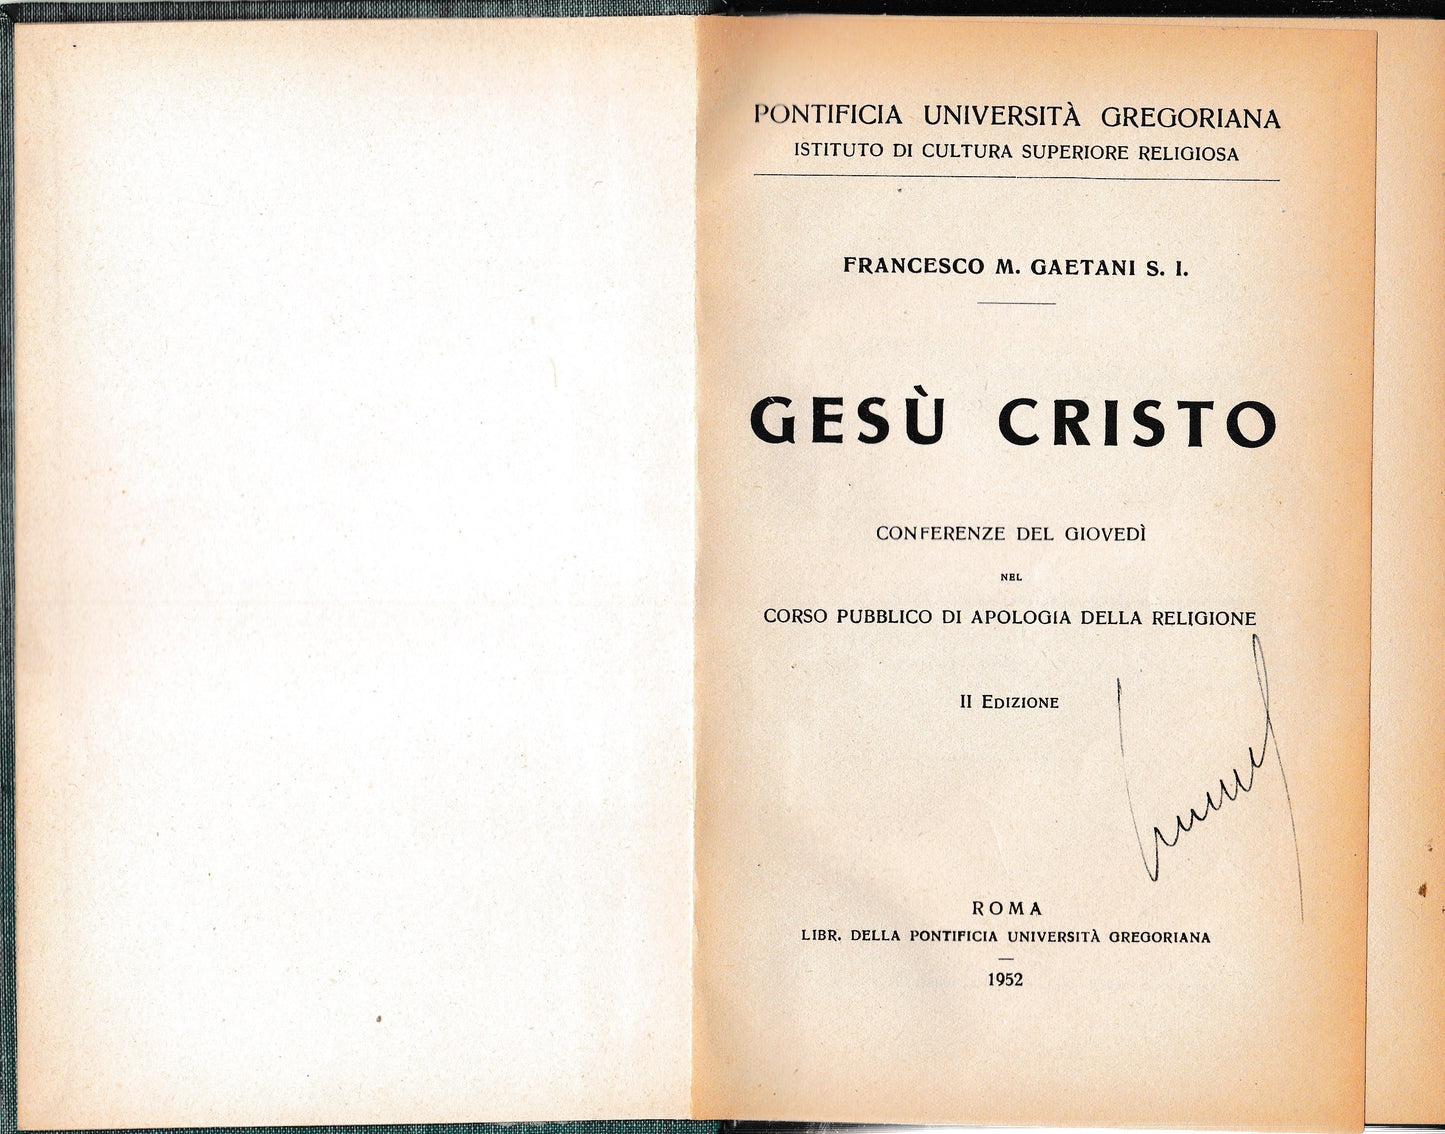 PONTIFICIA UNIVERSITÀ GREGORIANA
ISTITUTO DI CULTURA SUPERIORE RELIGIOSA
FRANCESCO M. GAETANI S. I.
GESÙ CRISTO
CONFERENZE DEL GIOVEDÌ
NEL
CORSO PUBBLICO DI APOLOGIA DELLA RELIGIONE
II EDIZIONE
ROMA
LIBR. DELLA PONTIFICIA UNIVERSITÀ GREGORIANA
1952